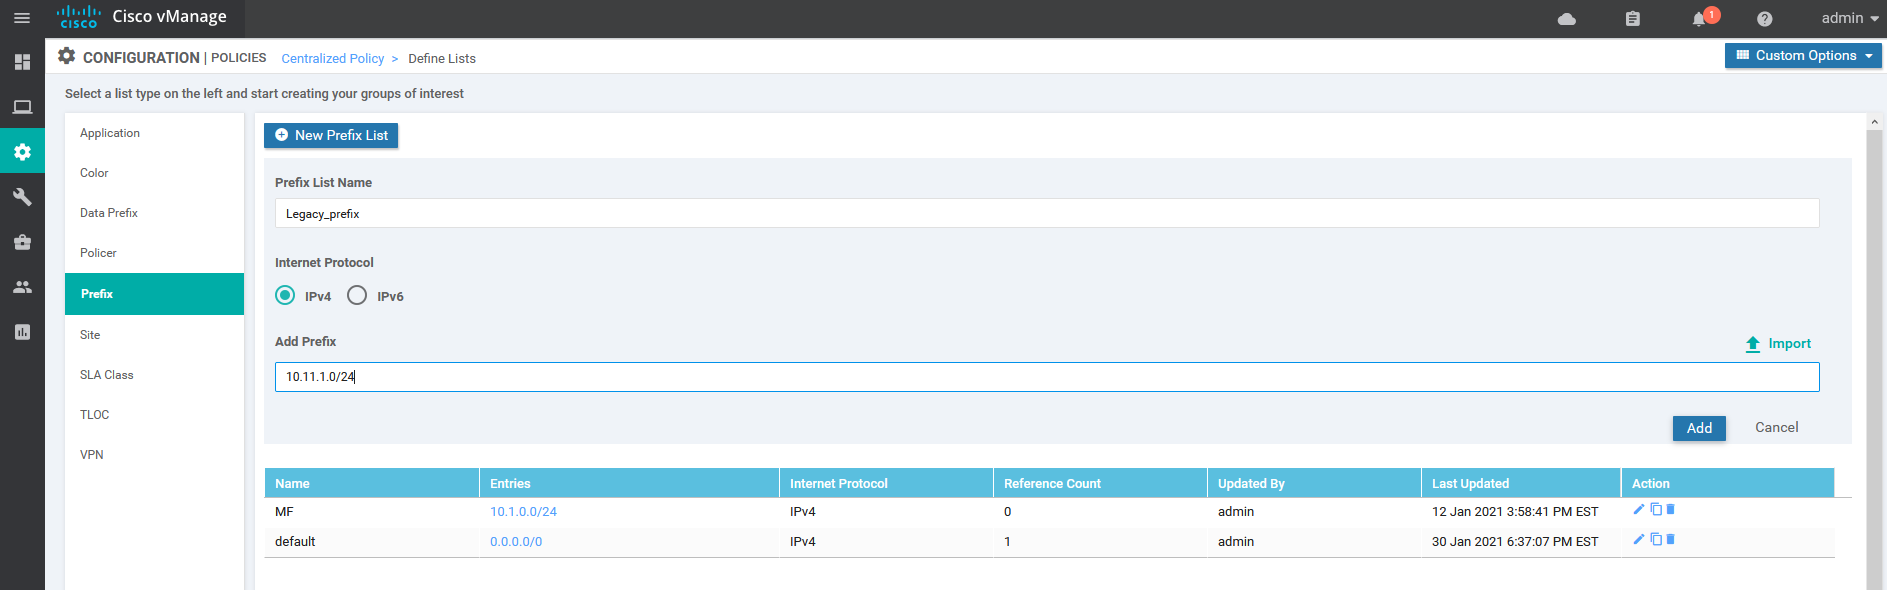 cisco Cisco vManage
1
admin
CONFIGURATION | POLICIES Centralized Policy > Define Lists
Custom Options
Select a list type on the left and start creating your groups of interest
Application
Color
Data Prefix
Policer
Prefix
Site
SLA Class
TLOC
VPN
New Prefix List
Prefix List Name
Legacy_prefix
Internet Protocol
IPv4 IPv6
Add Prefix
Import
10.11.1.0/24
Add Cancel
Name Entries Internet Protocol Reference Count Updated By Last Updated Action
MF 10.1.0.0/24 IPv4 0 admin 12 Jan 2021 3:58:41 PM EST
default 0.0.0.0/0 IPv4 1 admin 30 Jan 2021 6:37:07 PM EST